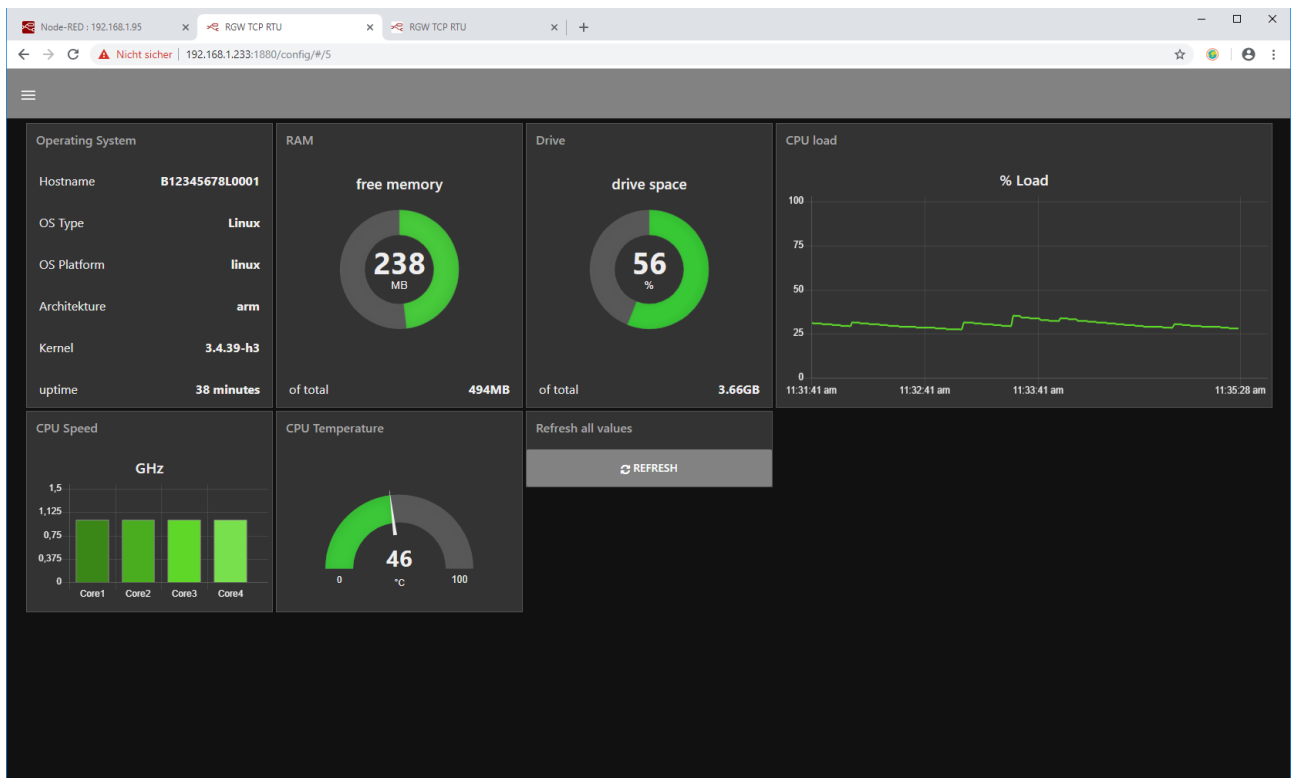 Node-RED : 192.168.1.95
RGW TCP RTU
RGW TCP RTU
Nicht sicher | 192.168.1.233:1880/config/#/5
Operating System
Hostname B12345678L0001
OS Type Linux
OS Platform linux
Architekture arm
Kernel 3.4.39-h3
uptime 38 minutes
RAM
free memory
238
MB
of total 494MB
Drive
drive space
56
%
of total 3.66GB
CPU load
% Load
100
75
50
25
0
11:31:41 am 11:32:41 am 11:33:41 am 11:35:28 am
CPU Speed
GHz
1,5
1,125
0,75
0,375
0
Core1 Core2 Core3 Core4
CPU Temperature
46
0 °C 100
Refresh all values
REFRESH